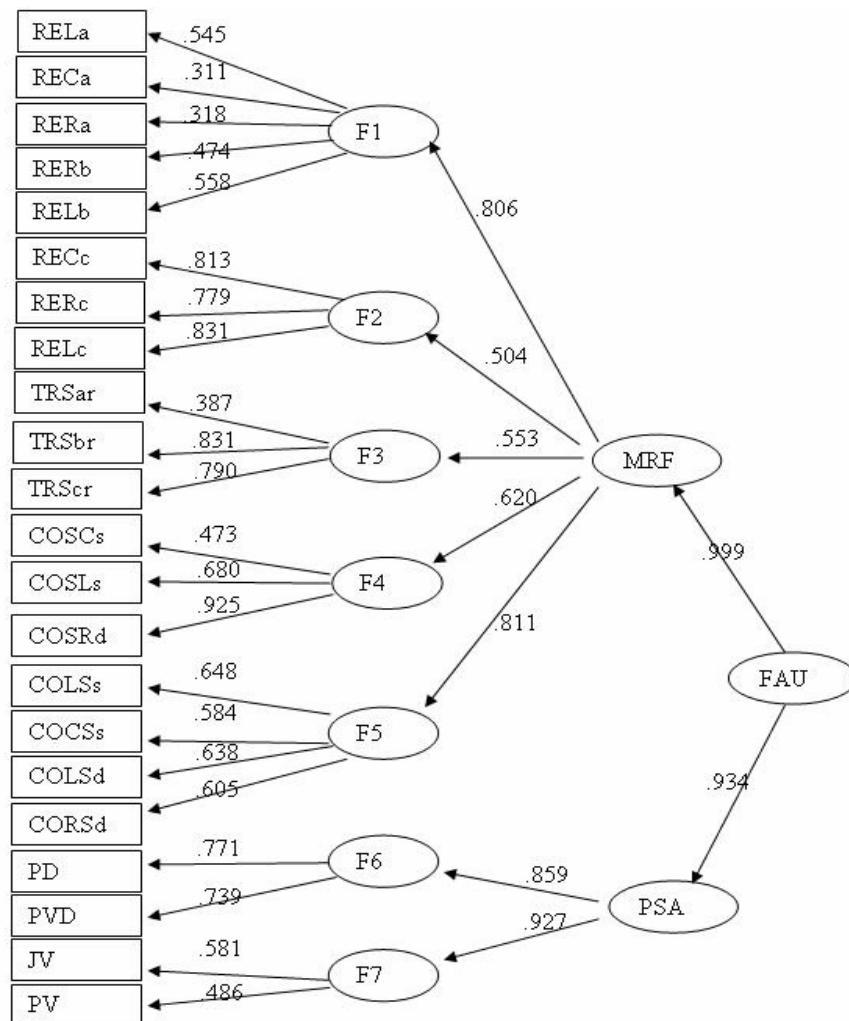 RELa
.545
RECa
.311
RERa
.318
F1
RERb
.474
RELb
.558
.806
RECc
.813
RERc
.779
F2
RELc
.831
.504
TRSar
.387
TRSbr
.831
F3
.553
MRF
TRScr
.790
.620
COSCs
.473
COSLs
.680
F4
.999
COSRd
.925
.811
COLSs
.648
FAU
COCSs
.584
F5
COLSd
.638
CORSd
.605
.934
PD
.771
F6
.859
PVD
.739
PSA
.927
JV
.581
F7
PV
.486